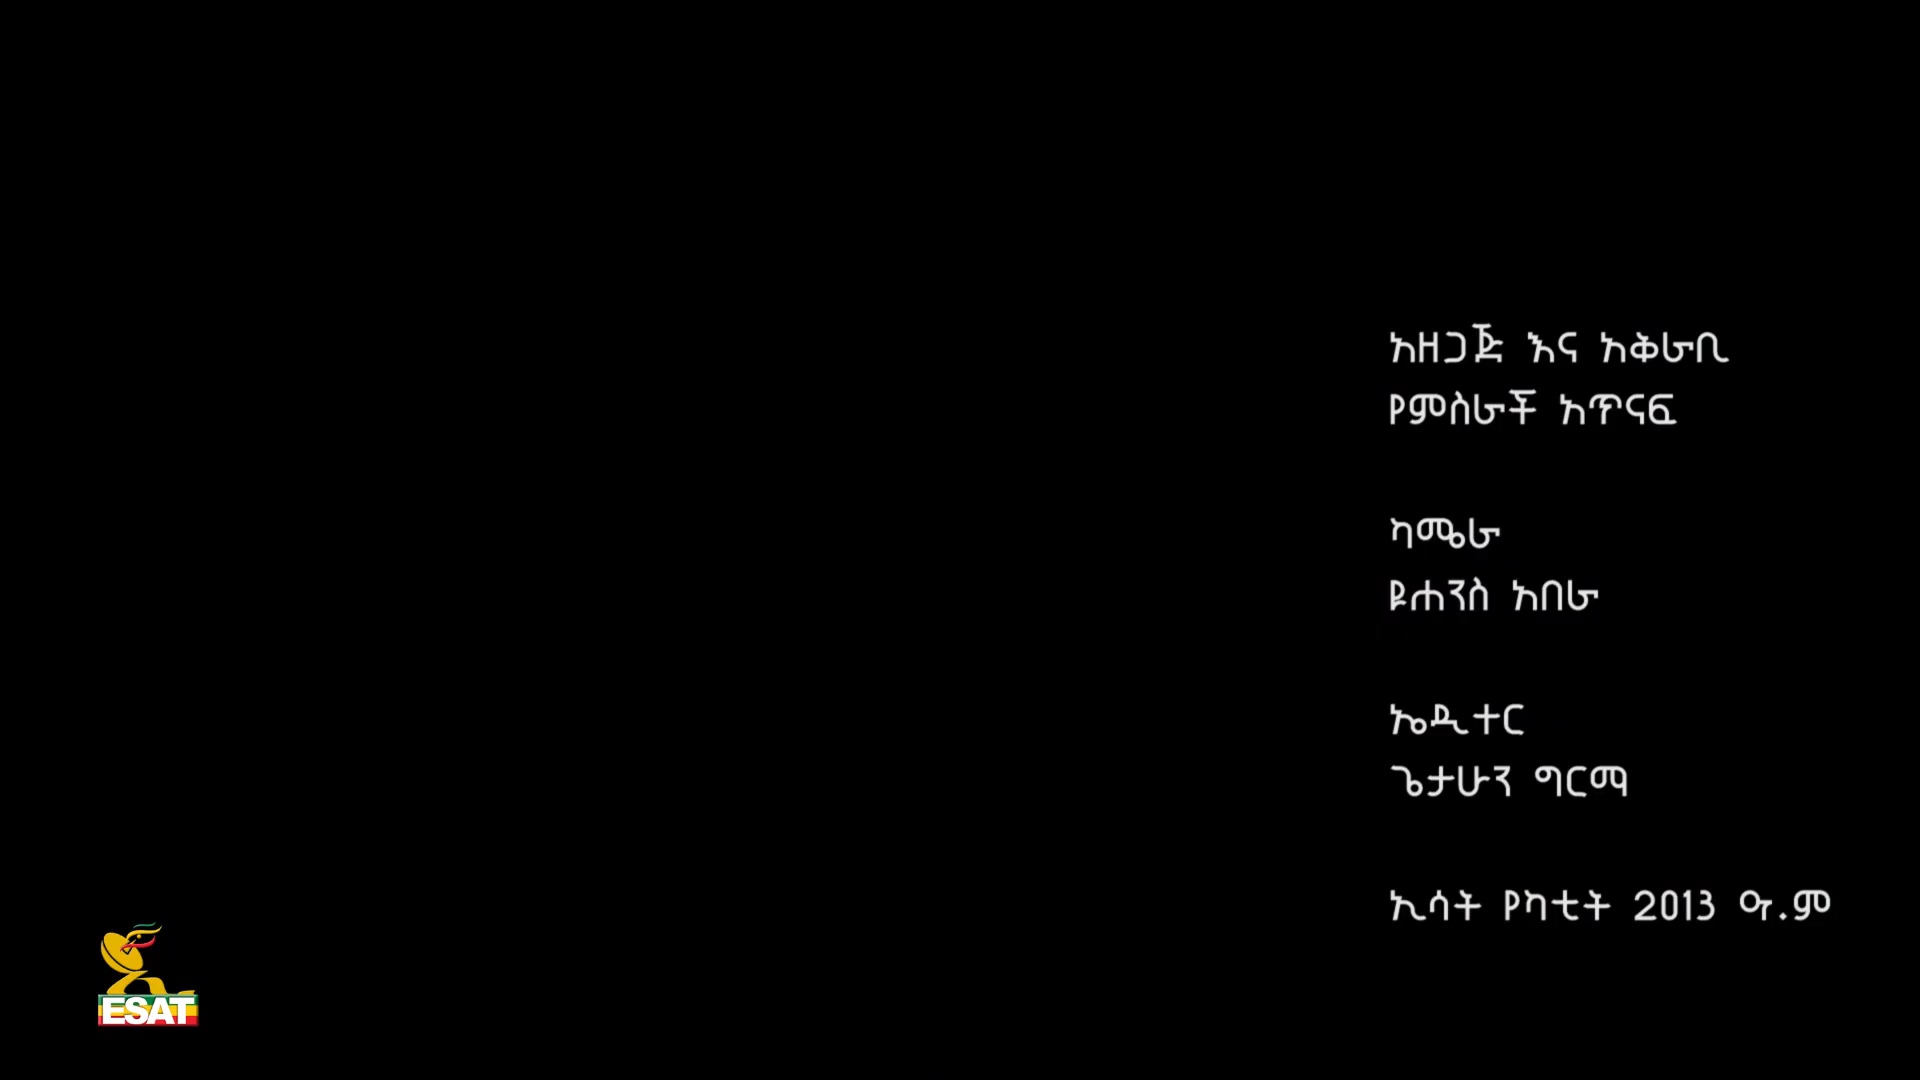 አዘጋጅ እና አቅራቢ
የምስራች አጥናፉ
ካሜራ
ዩሐንስ አበራ
ኤዲተር
ጌታሁን ግርማ
ኢሳት የካቲት 2013 ዓ.ም
ESAT